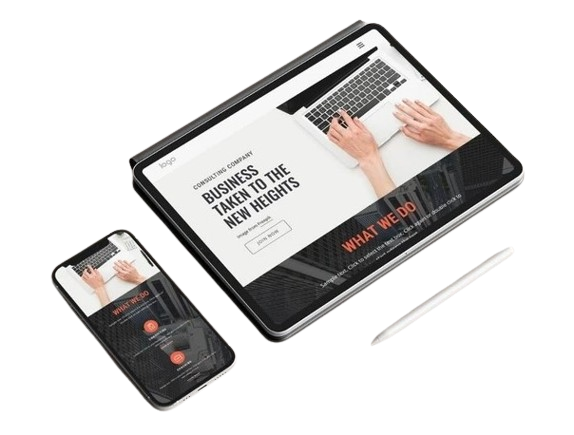 logo
CONSULTING COMPANY
BUSINESS
TAKEN TO THE
NEW HEIGHTS
Image from Freepik
JOIN NOW
WHAT WE DO
Sample text. Click to select the text box. Click again or double click to
WHAT WE DO